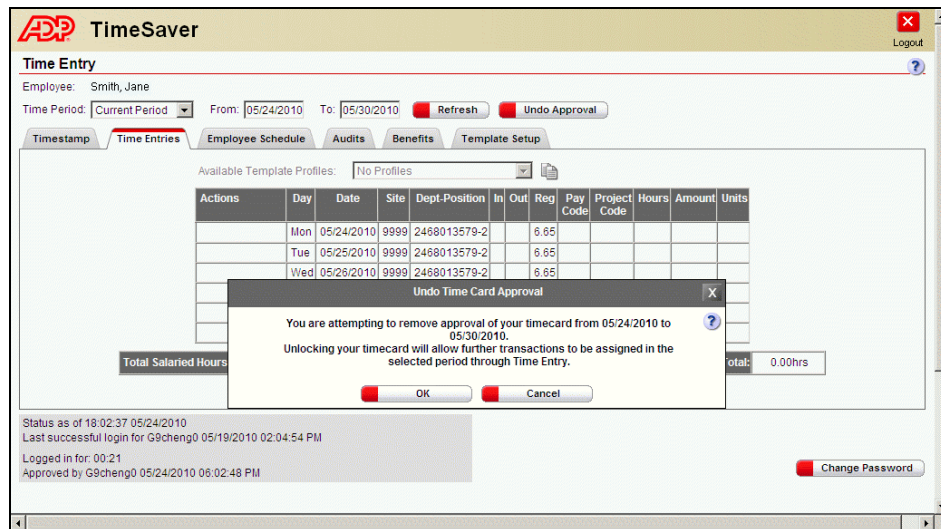 ADP TimeSaver
Logout
Time Entry
?
Employee: Smith, Jane
Time Period: Current Period From: 05/24/2010 To: 05/30/2010 Refresh Undo Approval
Timestamp Time Entries Employee Schedule Audits Benefits Template Setup
Available Template Profiles: No Profiles
Actions Day Date Site Dept-Position In Out Reg Pay Code Project Code Hours Amount Units
Mon 05/24/2010 9999 2468013579-2 6.65
Tue 05/25/2010 9999 2468013579-2 6.65
Wed 05/26/2010 9999 2468013579-2 6.65
Undo Time Card Approval X
You are attempting to remove approval of your timecard from 05/24/2010 to
?
05/30/2010.
Unlocking your timecard will allow further transactions to be assigned in the
selected period through Time Entry.
OK Cancel
Total Salaried Hours
otal: 0.00hrs
Status as of 18:02:37 05/24/2010
Last successful login for G9cheng0 05/19/2010 02:04:54 PM
Logged in for: 00:21
Approved by G9cheng0 05/24/2010 06:02:48 PM
Change Password